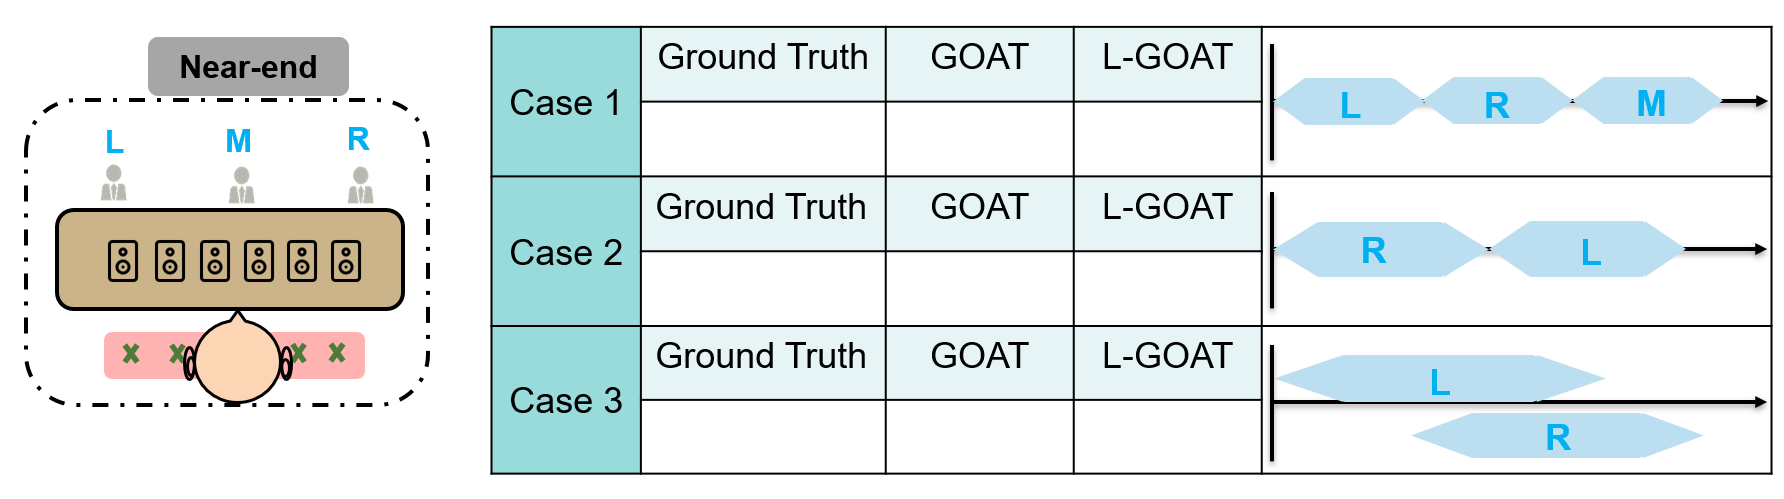 Near-end
L M R
Case 1
Ground Truth GOAT L-GOAT
L R M
Case 2
Ground Truth GOAT L-GOAT
R L
Case 3
Ground Truth GOAT L-GOAT
L
R